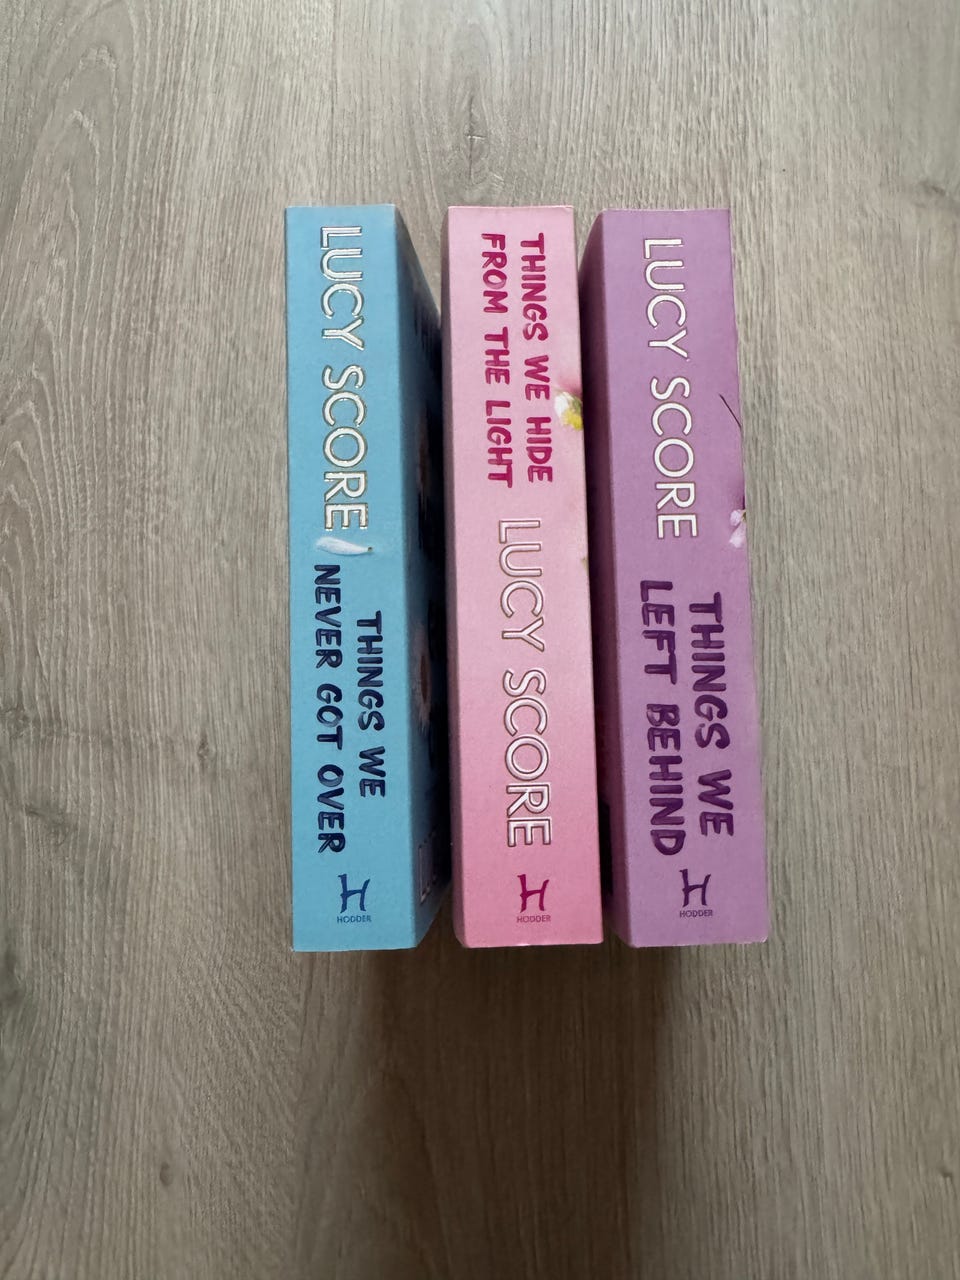 LUCY SCORE
THINGS WE
NEVER GOT OVER
H
HODDER
THINGS WE HIDE
FROM THE LIGHT
LUCY SCORE
H
HODDER
LUCY SCORE
THINGS WE
LEFT BEHIND
H
HODDER